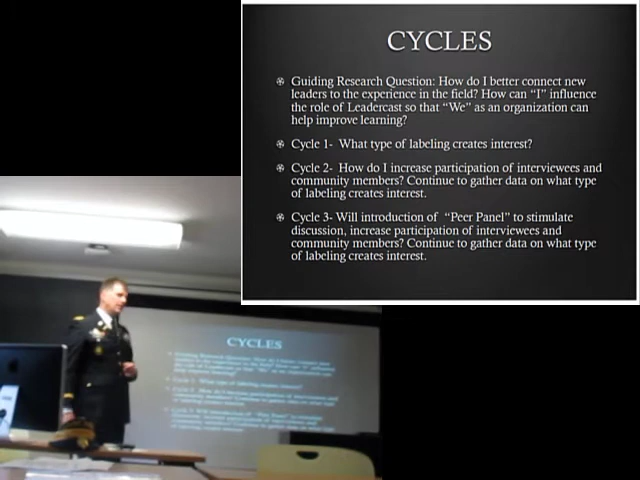 CYCLES
Guiding Research Question: How do I better connect new
leaders to the experience in the field? How can “I” influence
the role of Leadercast so that “We” as an organization can
help improve learning?
Cycle 1- What type of labeling creates interest?
Cycle 2- How do I increase participation of interviewees and
community members? Continue to gather data on what type
of labeling creates interest.
Cycle 3- Will introduction of “Peer Panel” to stimulate
discussion, increase participation of interviewees and
community members? Continue to gather data on what type
of labeling creates interest.
CYCLES